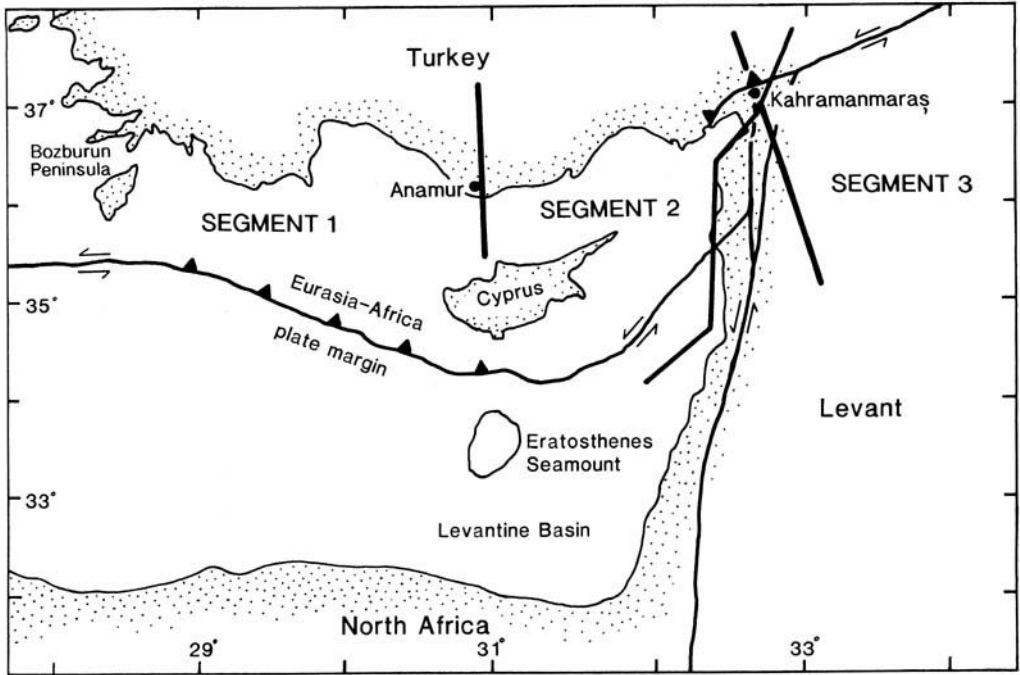 Turkey
37°
Kahramanmaraş
Bozburun
Peninsula
Anamur
SEGMENT 1
SEGMENT 2
SEGMENT 3
35°
Eurasia-Africa
plate margin
Cyprus
Levant
Eratosthenes
Seamount
33°
Levantine Basin
North Africa
29°
31°
33°